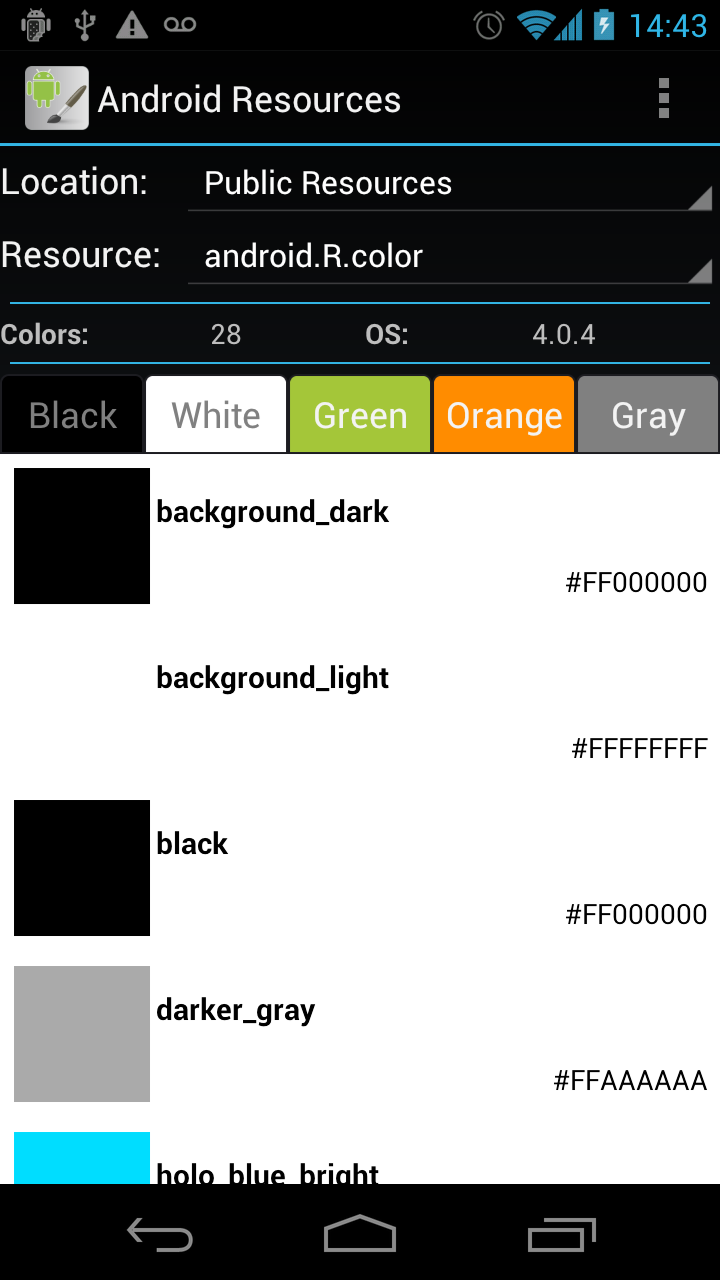 14:43
Android Resources
Location: Public Resources
Resource: android.R.color
Colors: 28 OS: 4.0.4
Black White Green Orange Gray
background_dark
#FF000000
background_light
#FFFFFFFF
black
#FF000000
darker_gray
#FFAAAAAA
holo_blue_bright